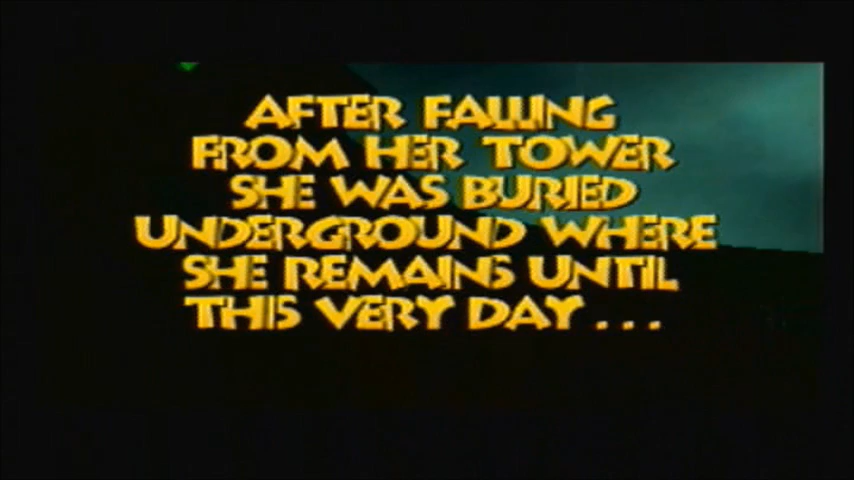 AFTER FALLING
FROM HER TOWER
SHE WAS BURIED
UNDERGROUND WHERE
SHE REMAINS UNTIL
THIS VERY DAY...